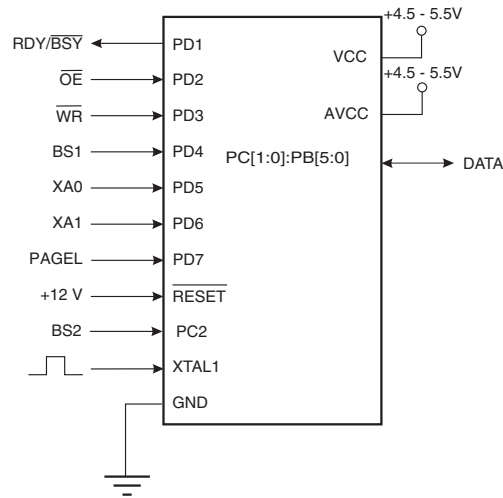 +4.5 - 5.5V
RDY/BSY PD1
VCC
+4.5 - 5.5V
OE PD2
WR PD3 AVCC
BS1 PD4 PC[1:0]:PB[5:0] DATA
XA0 PD5
XA1 PD6
PAGEL PD7
+12 V RESET
BS2 PC2
XTAL1
GND